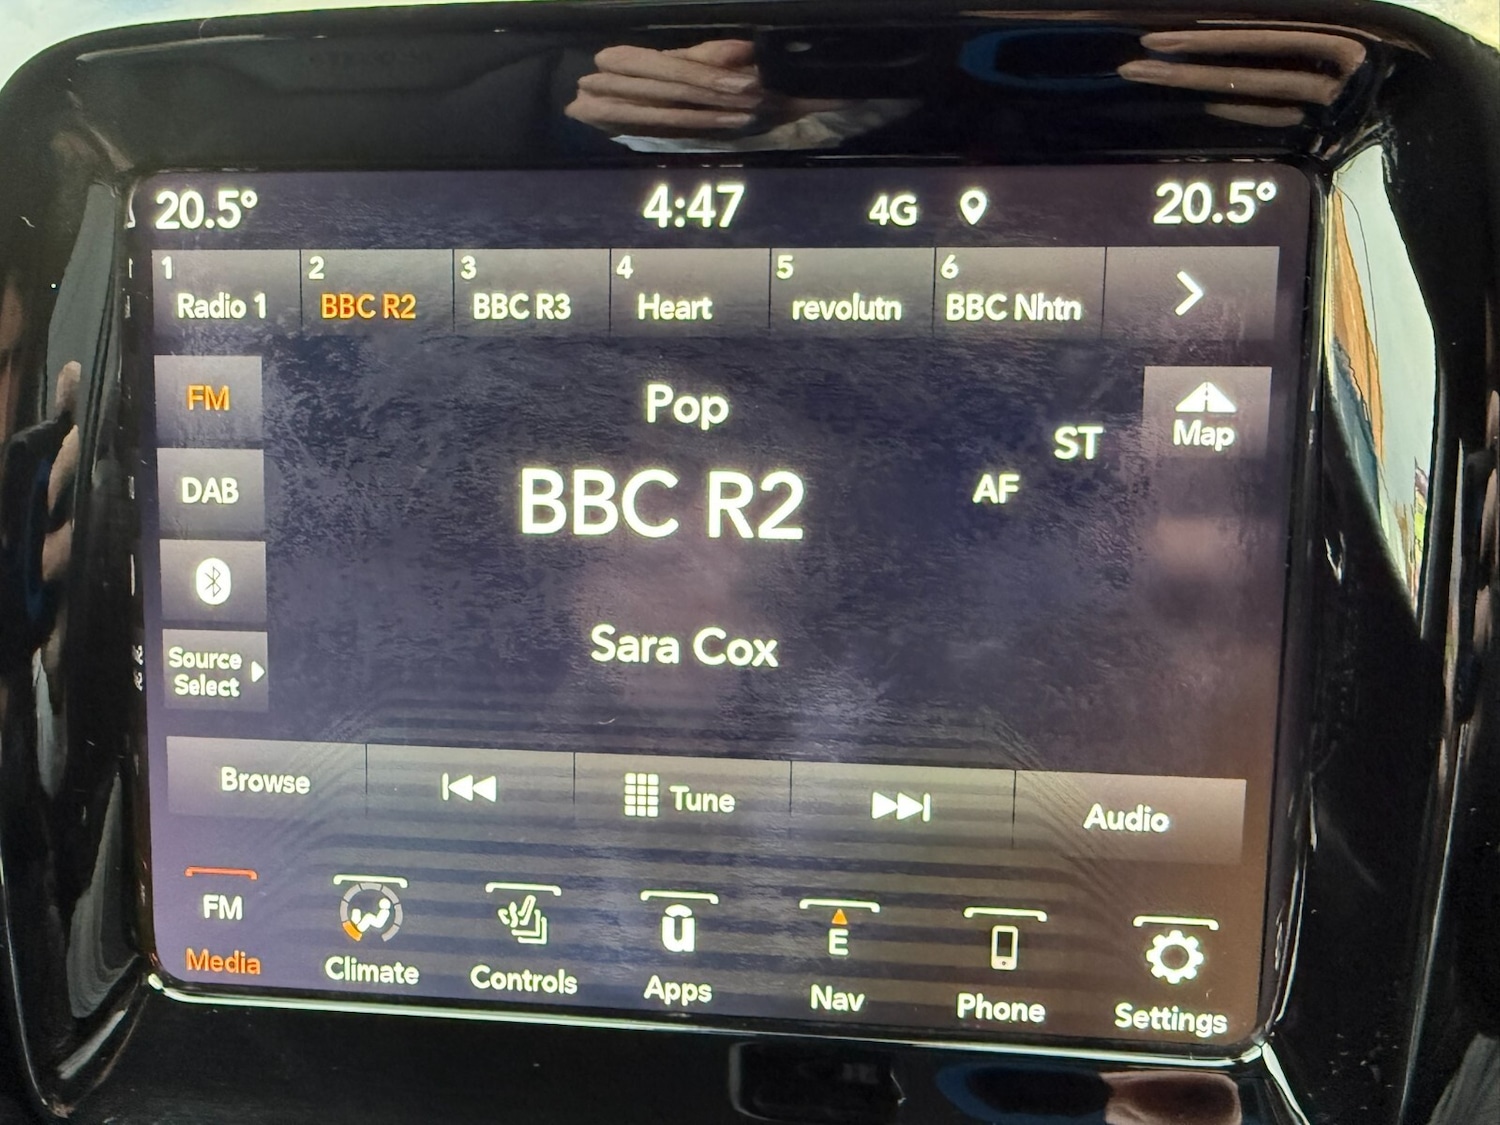 20.5° 4:47 4G 20.5°
1 2 3 4 5 6
Radio 1 BBC R2 BBC R3 Heart revolutn BBC Nhtn
FM
Pop
Map
ST
DAB
BBC R2
AF
Source
Select
Sara Cox
Browse
Tune
Audio
FM
E
Media
Climate
Controls
Apps
Nav
Phone
Settings